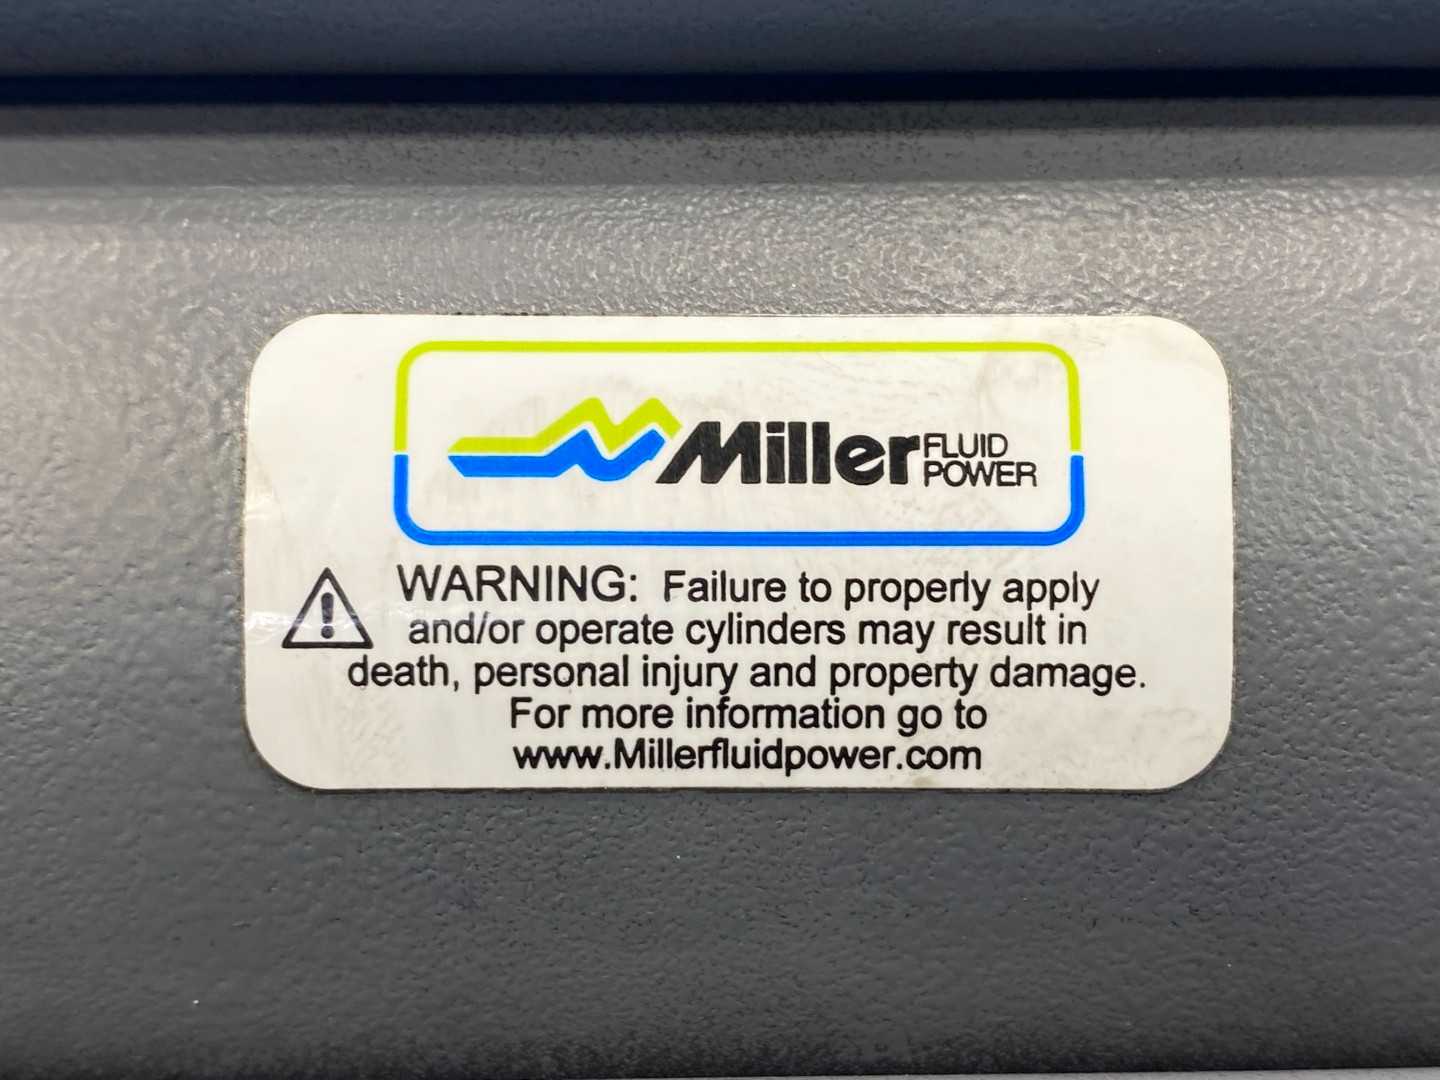 Miller FLUID POWER
WARNING: Failure to properly apply
and/or operate cylinders may result in
death, personal injury and property damage.
For more information go to
www.Millerfluidpower.com